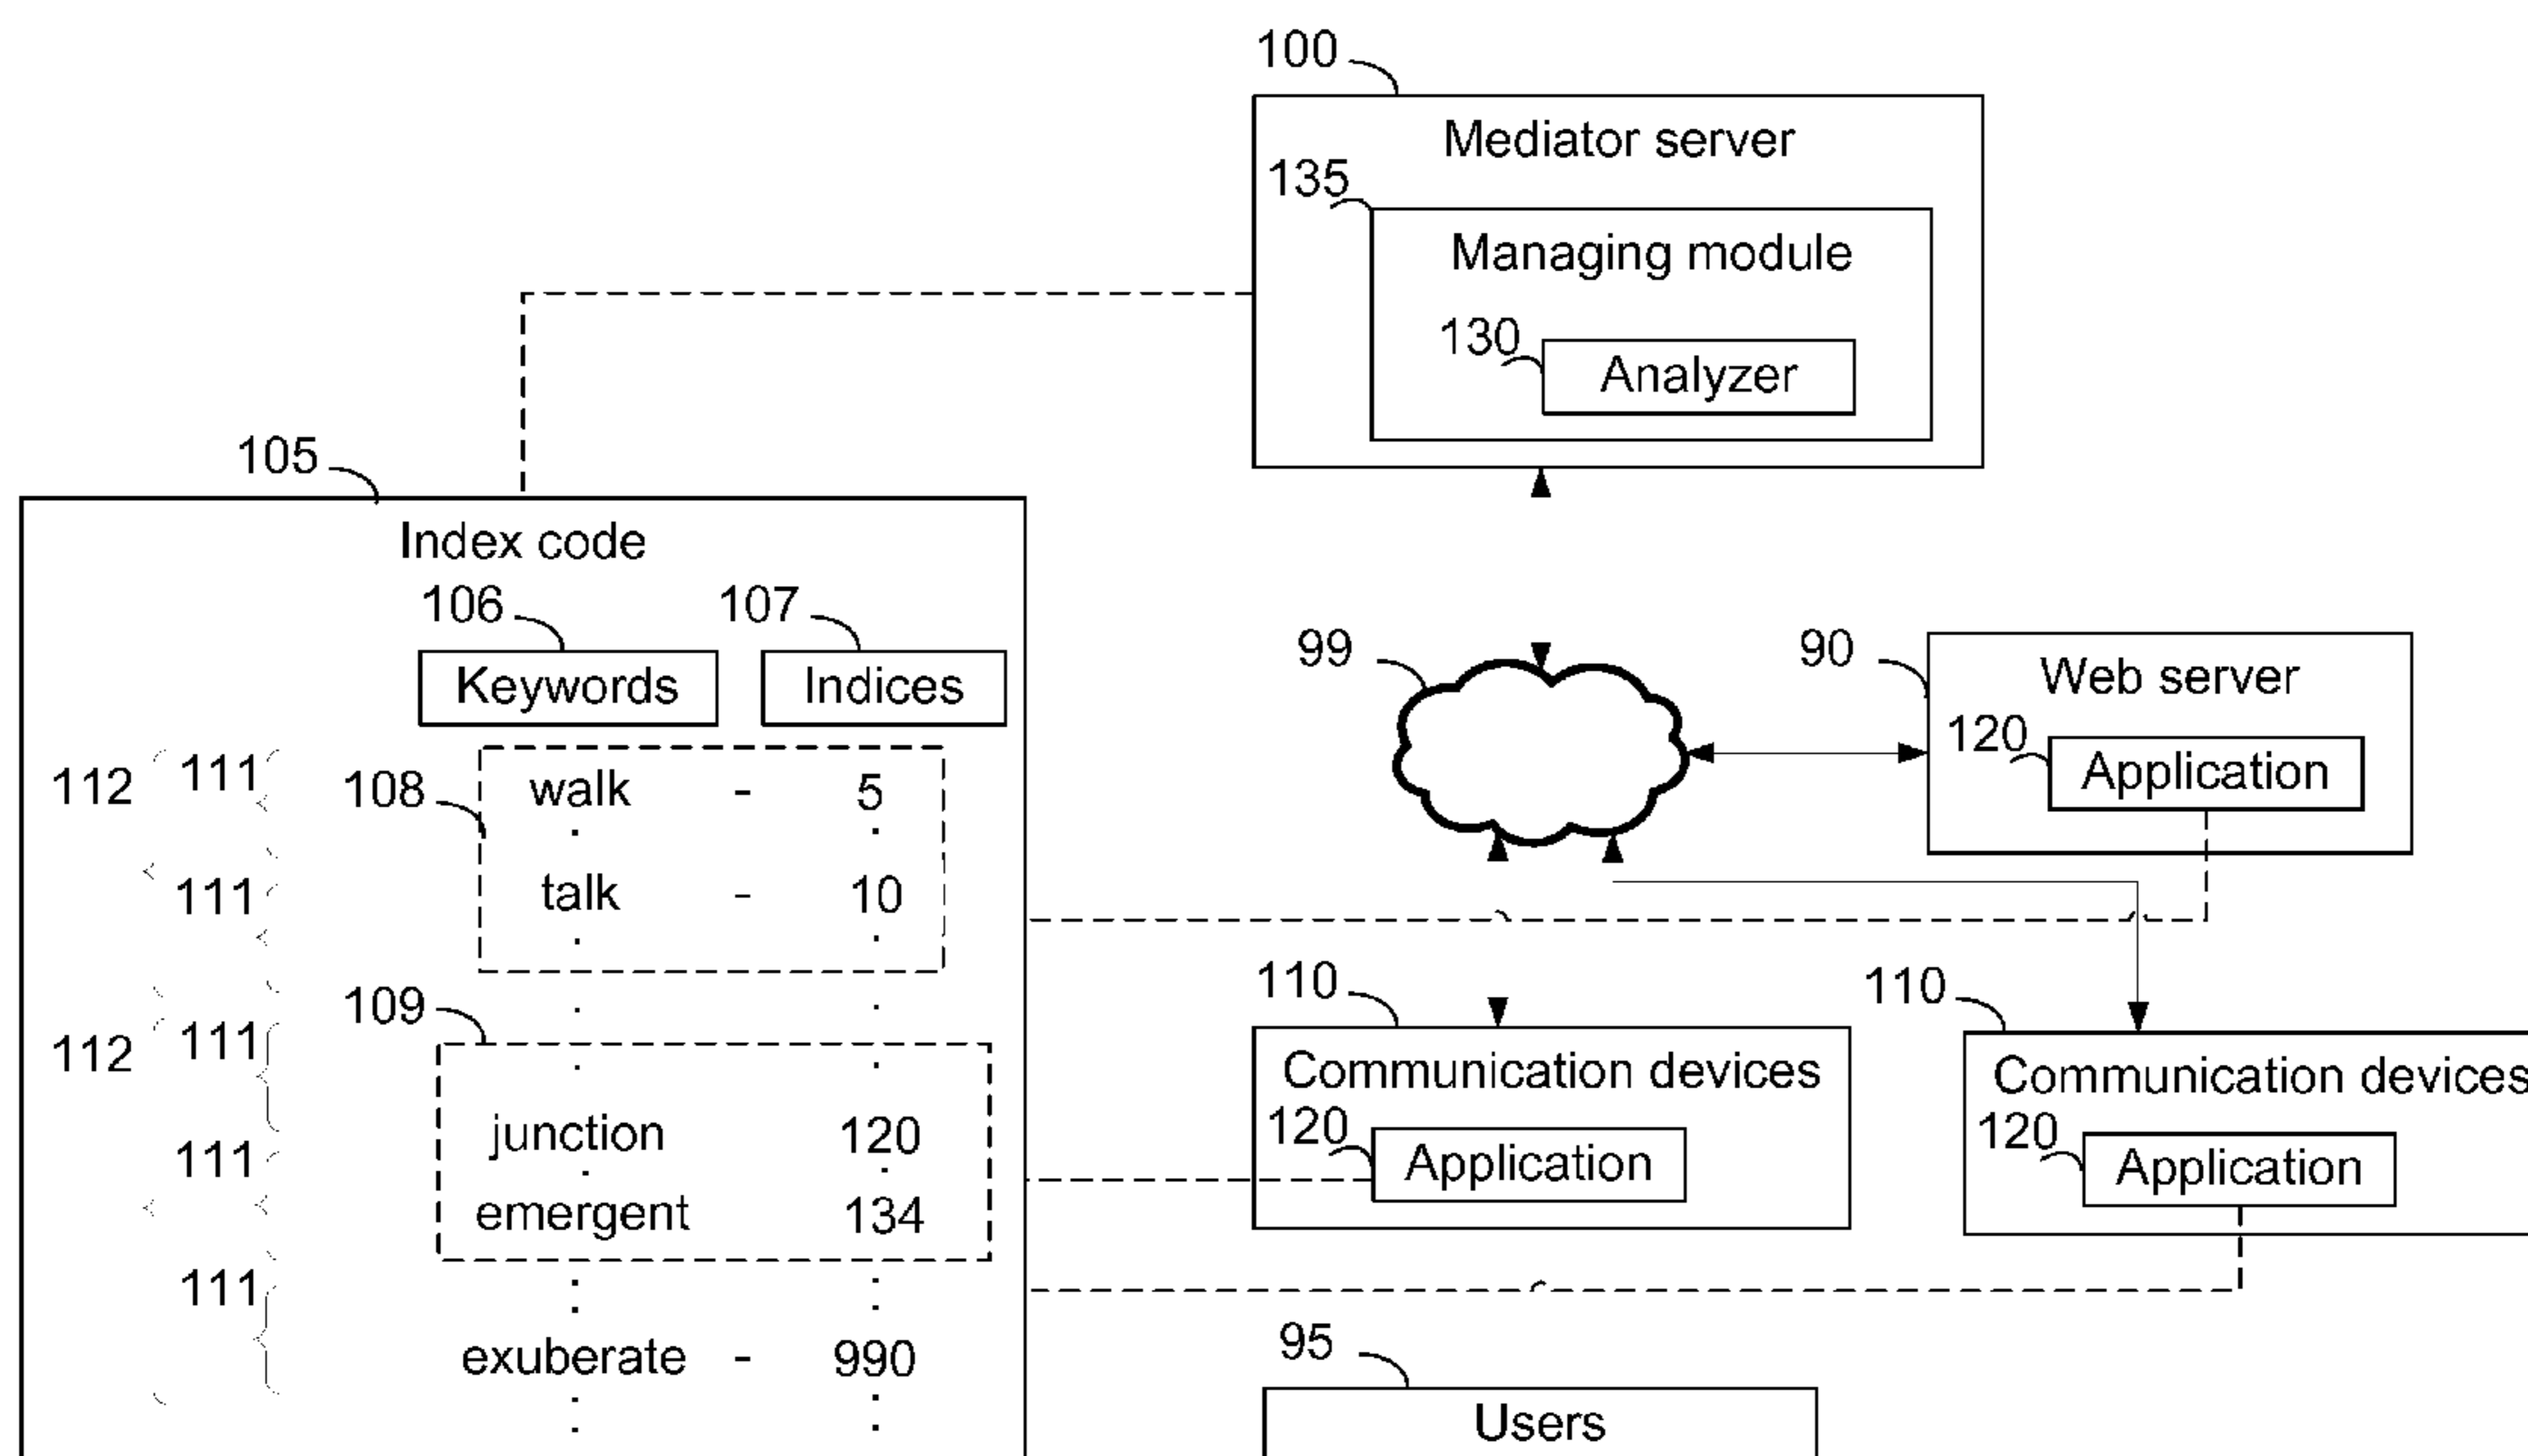 100
Mediator server
135
Managing module
130
Analyzer
105
Index code
106
107
Keywords
Indices
99
90
Web server
120
Application
112
111
108
walk - 5
.
.
111
talk - 10
.
.
109
.
.
112
111
.
.
junction 120
.
.
111
emergent 134
111
:
:
exuberate - 990
:
:
110
Communication devices
120
Application
110
Communication devices
120
Application
95
Users